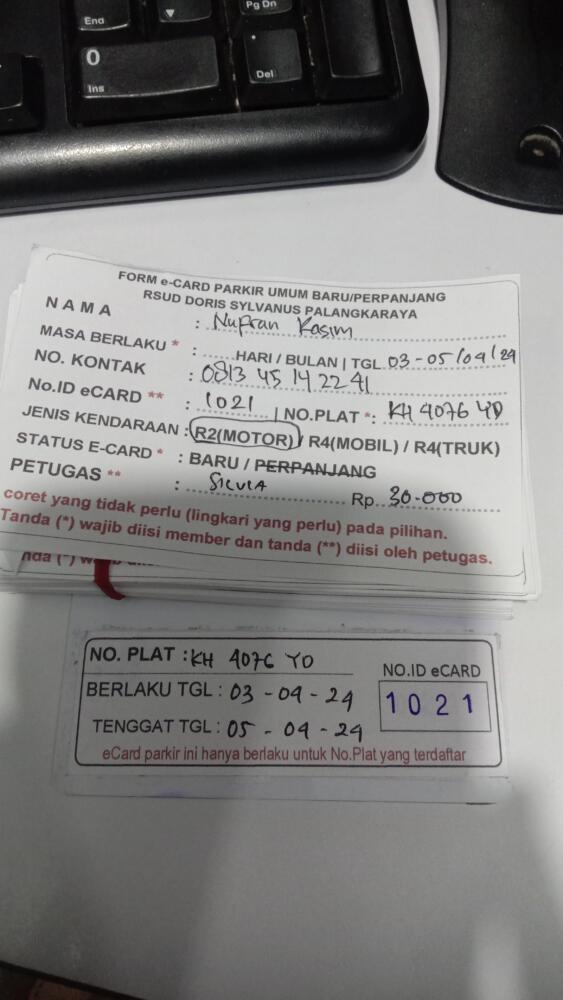 End
Pg Dn
0
Ins
.
Del
FORM e-CARD PARKIR UMUM BARU/PERPANJANG
RSUD DORIS SYLVANUS PALANGKARAYA
NAMA : Nufran Kasim
MASA BERLAKU * : ......HARI / BULAN | TGL 03 - 05/04/24
NO. KONTAK : 0813 45 14 22 41
No.ID eCARD ** : 1021 | NO.PLAT *: KH 4076 YD
JENIS KENDARAAN : R2(MOTOR) / R4(MOBIL) / R4(TRUK)
STATUS E-CARD * : BARU / PERPANJANG
PETUGAS ** : SILVIA Rp 30.000
coret yang tidak perlu (lingkari yang perlu) pada pilihan.
Tanda (*) wajib diisi member dan tanda (**) diisi oleh petugas.
nda (*) w
NO. PLAT : KH 4076 YD
NO.ID eCARD
BERLAKU TGL : 03 - 04 - 24
1021
TENGGAT TGL : 05 - 04 - 24
eCard parkir ini hanya berlaku untuk No.Plat yang terdaftar